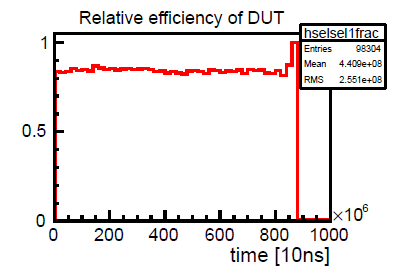 Relative efficiency of DUT
hselsel1frac
Entries 98304
Mean 4.409e+08
RMS 2.551e+08
1
0.5
0
0 200 400 600 800 1000
×10^6
time [10ns]